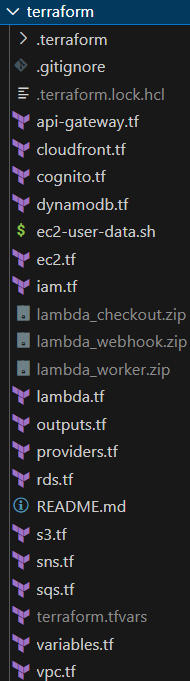 terraform
.terraform
.gitignore
.terraform.lock.hcl
api-gateway.tf
cloudfront.tf
cognito.tf
dynamodb.tf
ec2-user-data.sh
ec2.tf
iam.tf
lambda_checkout.zip
lambda_webhook.zip
lambda_worker.zip
lambda.tf
outputs.tf
providers.tf
rds.tf
README.md
s3.tf
sns.tf
sqs.tf
terraform.tfvars
variables.tf
vpc.tf